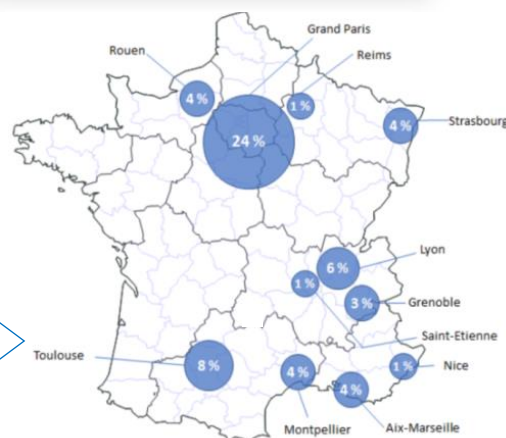 Grand Paris
Rouen
Reims
4 %
1 %
24 %
4 %
Strasbourg
Lyon
6 %
1 %
3 %
Grenoble
Saint-Etienne
Toulouse
8 %
4 %
1 %
Nice
4 %
Montpellier
Aix-Marseille